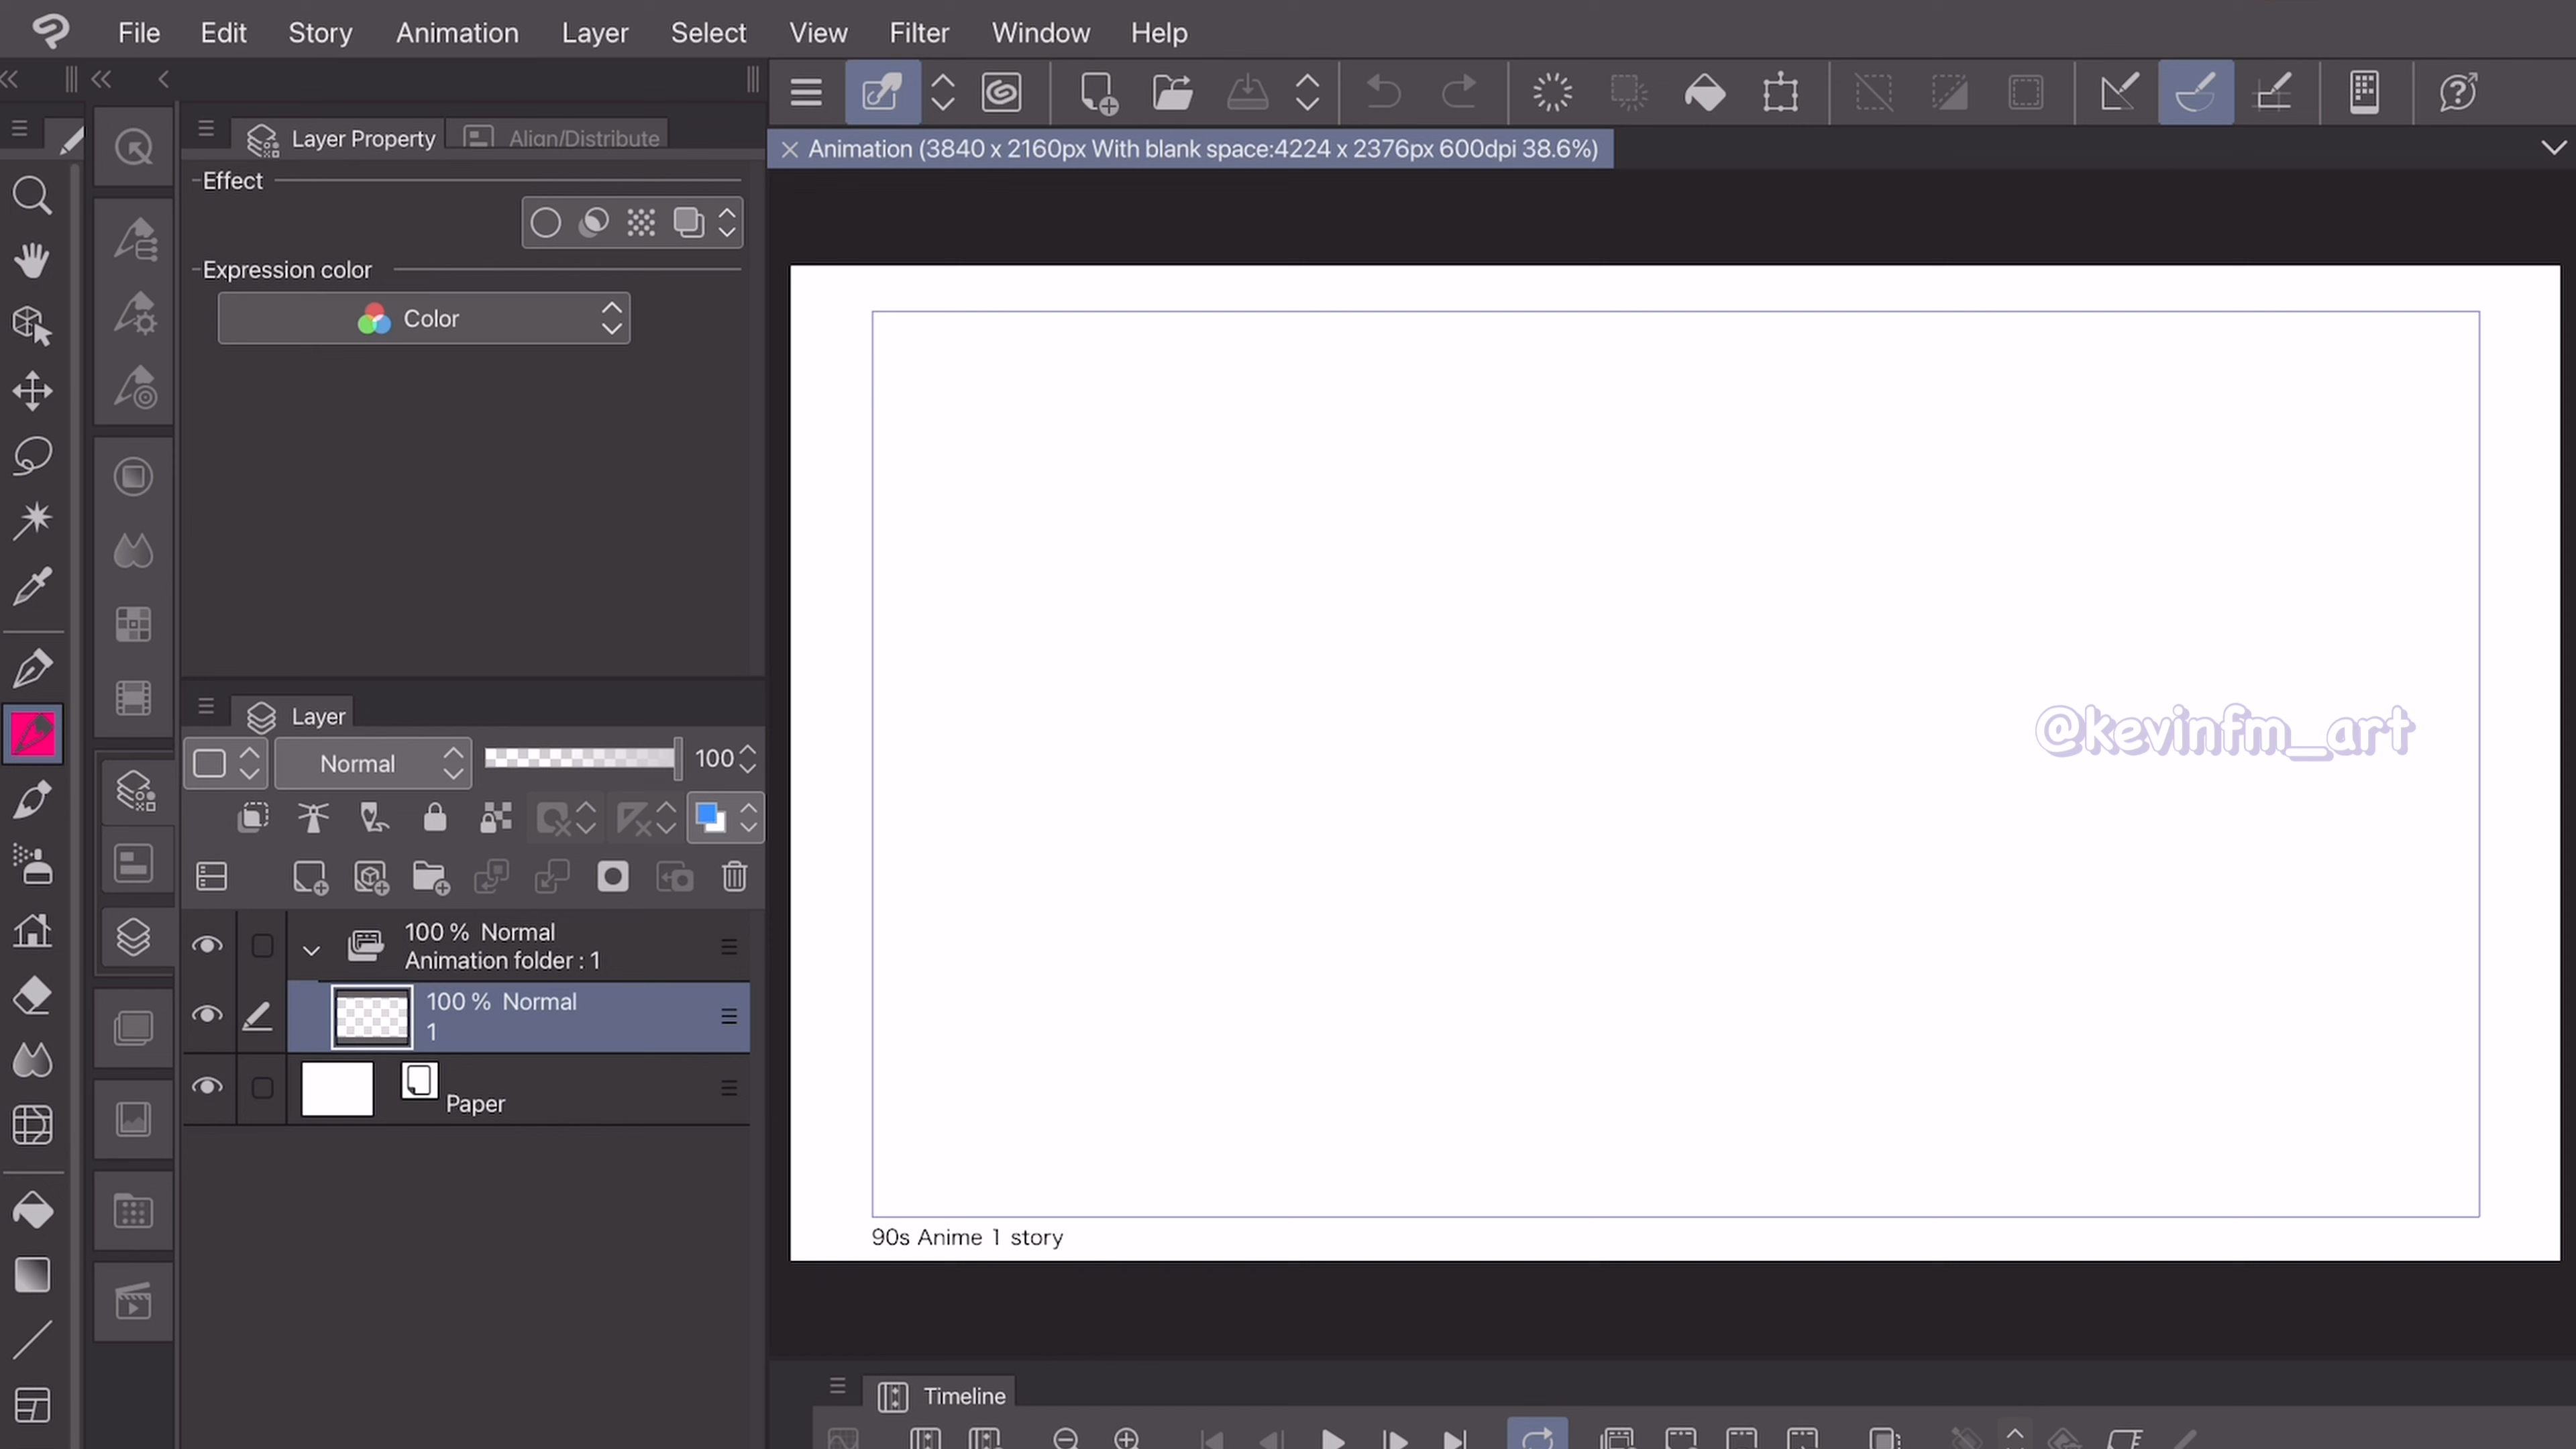 File Edit Story Animation Layer Select View Filter Window Help
Layer Property Align/Distribute
Animation (3840 x 2160px With blank space:4224 x 2376px 600dpi 38.6%)
Effect
Expression color
Color
@kevinfm_art
Layer
Normal 100
100 % Normal
Animation folder : 1
100 % Normal
1
Paper
90s Anime 1 story
Timeline